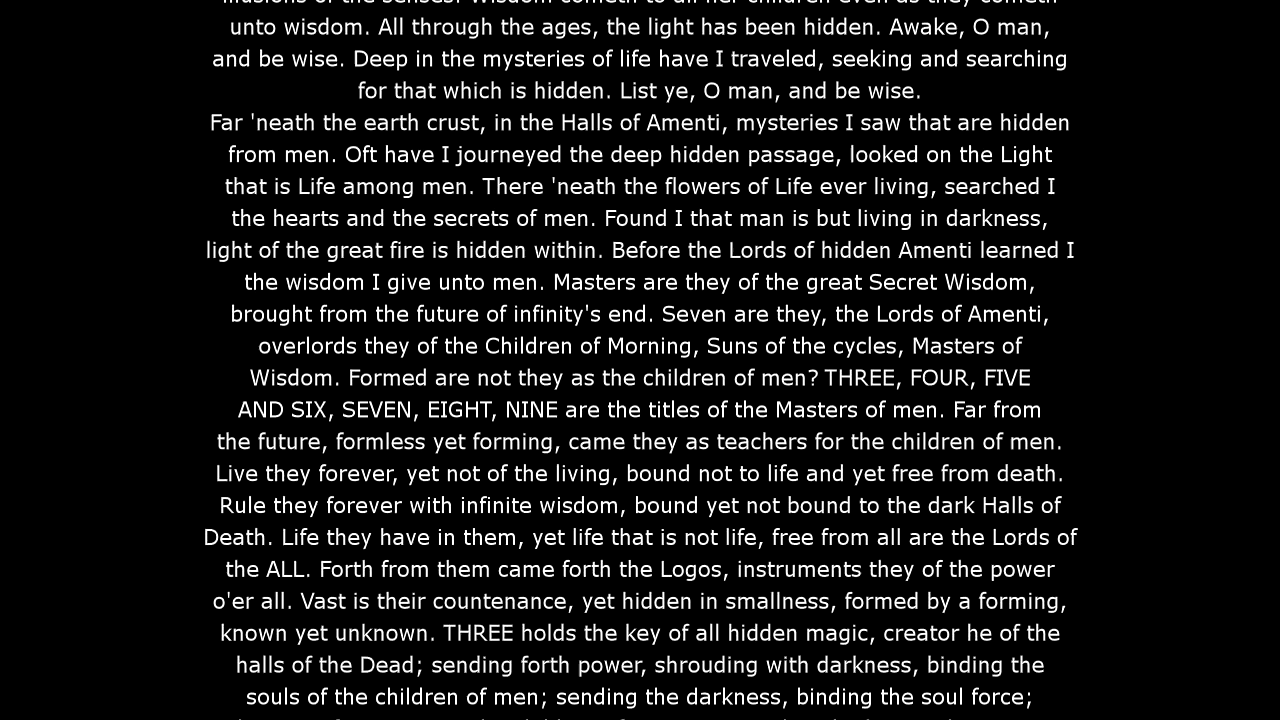 unto wisdom. All through the ages, the light has been hidden. Awake, O man,
and be wise. Deep in the mysteries of life have I traveled, seeking and searching
for that which is hidden. List ye, O man, and be wise.
Far 'neath the earth crust, in the Halls of Amenti, mysteries I saw that are hidden
from men. Oft have I journeyed the deep hidden passage, looked on the Light
that is Life among men. There 'neath the flowers of Life ever living, searched I
the hearts and the secrets of men. Found I that man is but living in darkness,
light of the great fire is hidden within. Before the Lords of hidden Amenti learned I
the wisdom I give unto men. Masters are they of the great Secret Wisdom,
brought from the future of infinity's end. Seven are they, the Lords of Amenti,
overlords they of the Children of Morning, Suns of the cycles, Masters of
Wisdom. Formed are not they as the children of men? THREE, FOUR, FIVE
AND SIX, SEVEN, EIGHT, NINE are the titles of the Masters of men. Far from
the future, formless yet forming, came they as teachers for the children of men.
Live they forever, yet not of the living, bound not to life and yet free from death.
Rule they forever with infinite wisdom, bound yet not bound to the dark Halls of
Death. Life they have in them, yet life that is not life, free from all are the Lords of
the ALL. Forth from them came forth the Logos, instruments they of the power
o'er all. Vast is their countenance, yet hidden in smallness, formed by a forming,
known yet unknown. THREE holds the key of all hidden magic, creator he of the
halls of the Dead; sending forth power, shrouding with darkness, binding the
souls of the children of men; sending the darkness, binding the soul force;